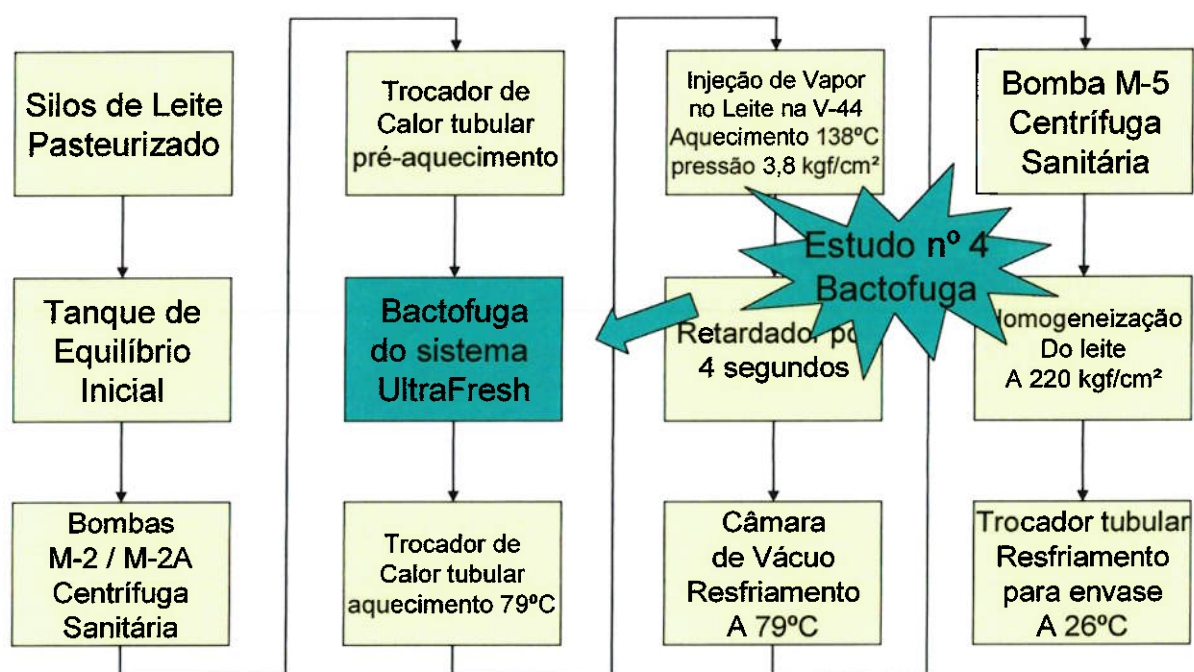 Silos de Leite
Pasteurizado
Tanque de
Equilíbrio
Inicial
Bombas
M-2 / M-2A
Centrífuga
Sanitária
Trocador de
Calor tubular
pré-aquecimento
Bactofuga
do sistema
UltraFresh
Trocador de
Calor tubular
aquecimento 79ºC
Injeção de Vapor
no Leite na V-44
Aquecimento 138ºC
pressão 3,8 kgf/cm²
Estudo nº 4
Bactofuga
Retardador po
4 segundos
Câmara
de Vácuo
Resfriamento
A 79ºC
Bomba M-5
Centrífuga
Sanitária
Homogeneização
Do leite
A 220 kgf/cm²
Trocador tubular
Resfriamento
para envase
A 26ºC